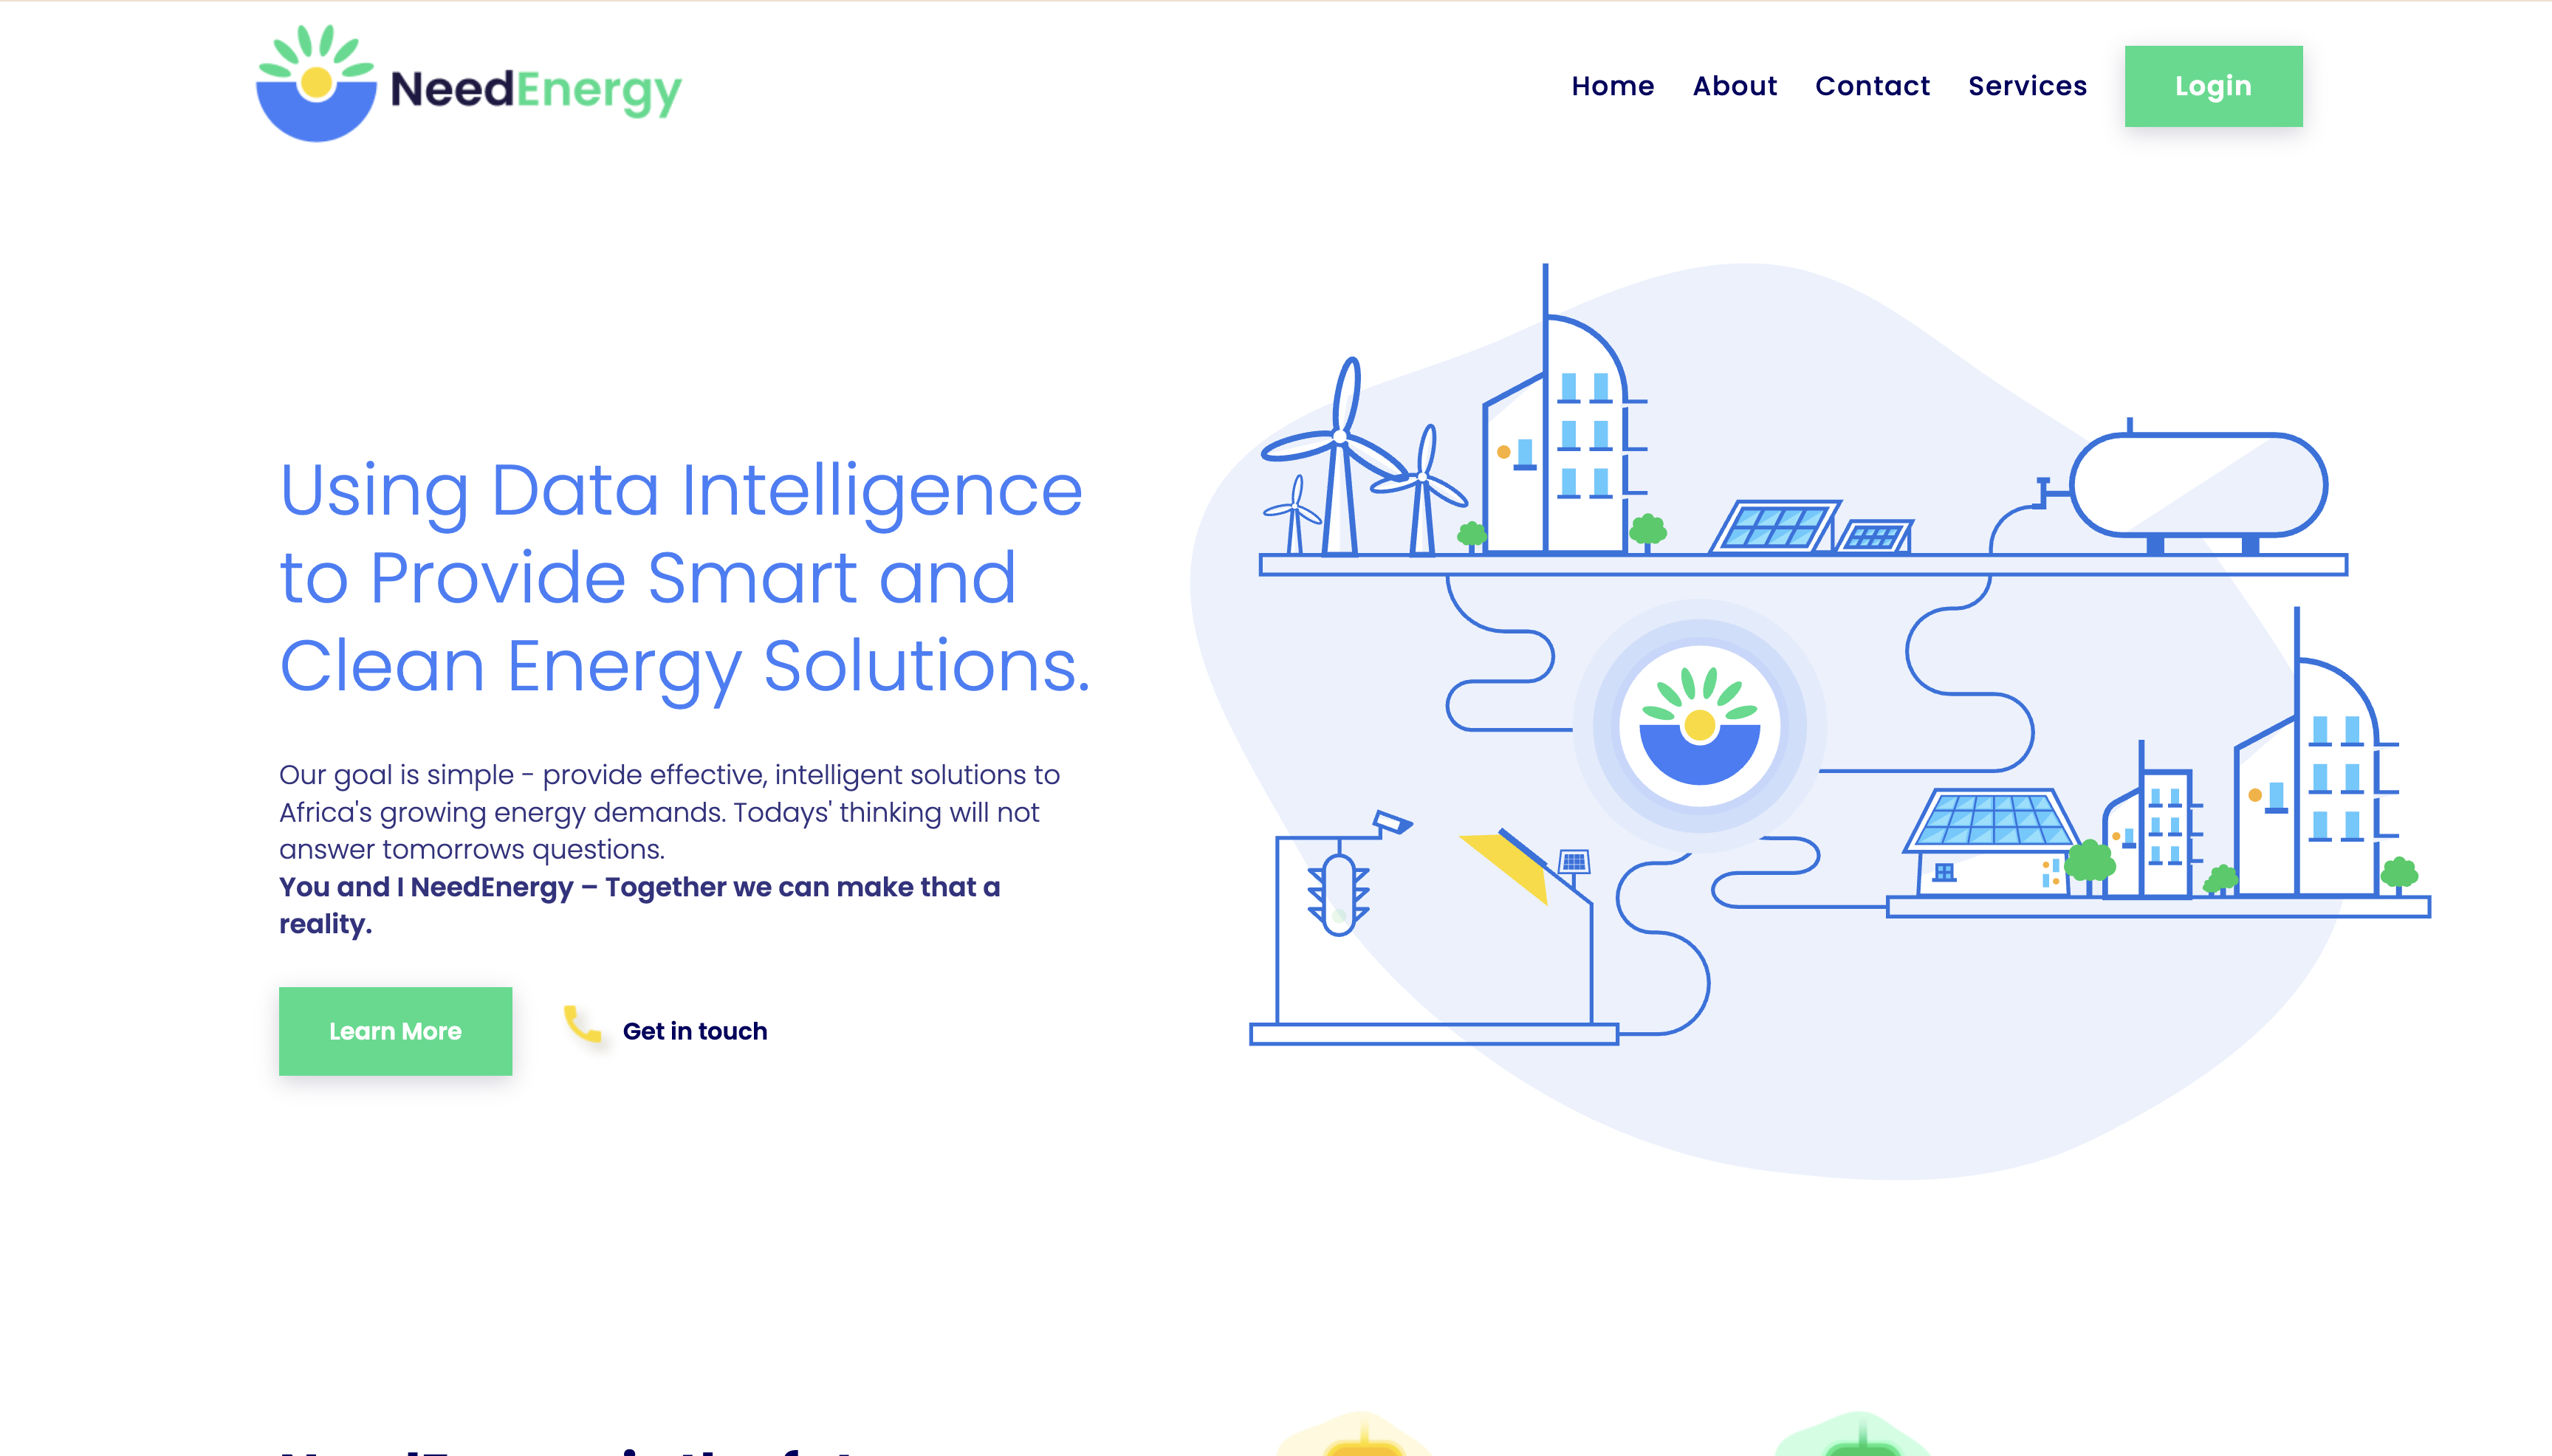 NeedEnergy
Home About Contact Services Login
Using Data Intelligence
to Provide Smart and
Clean Energy Solutions.
Our goal is simple - provide effective, intelligent solutions to
Africa's growing energy demands. Todays' thinking will not
answer tomorrows questions.
You and I NeedEnergy – Together we can make that a
reality.
Learn More
Get in touch